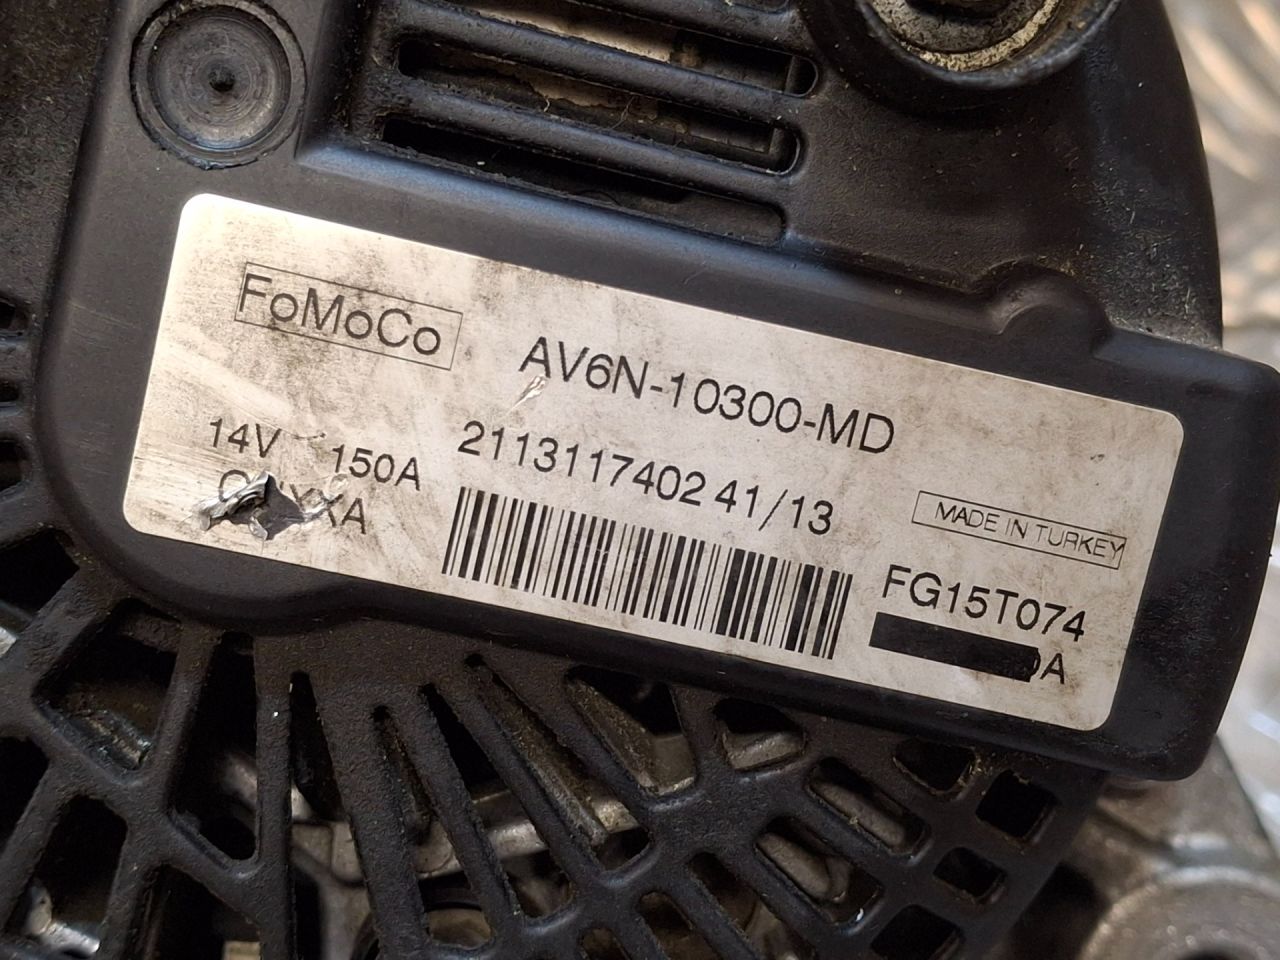 FoMoCo
AV6N-10300-MD
14V 150A
2113117402 41/13
MADE IN TURKEY
FG15T074